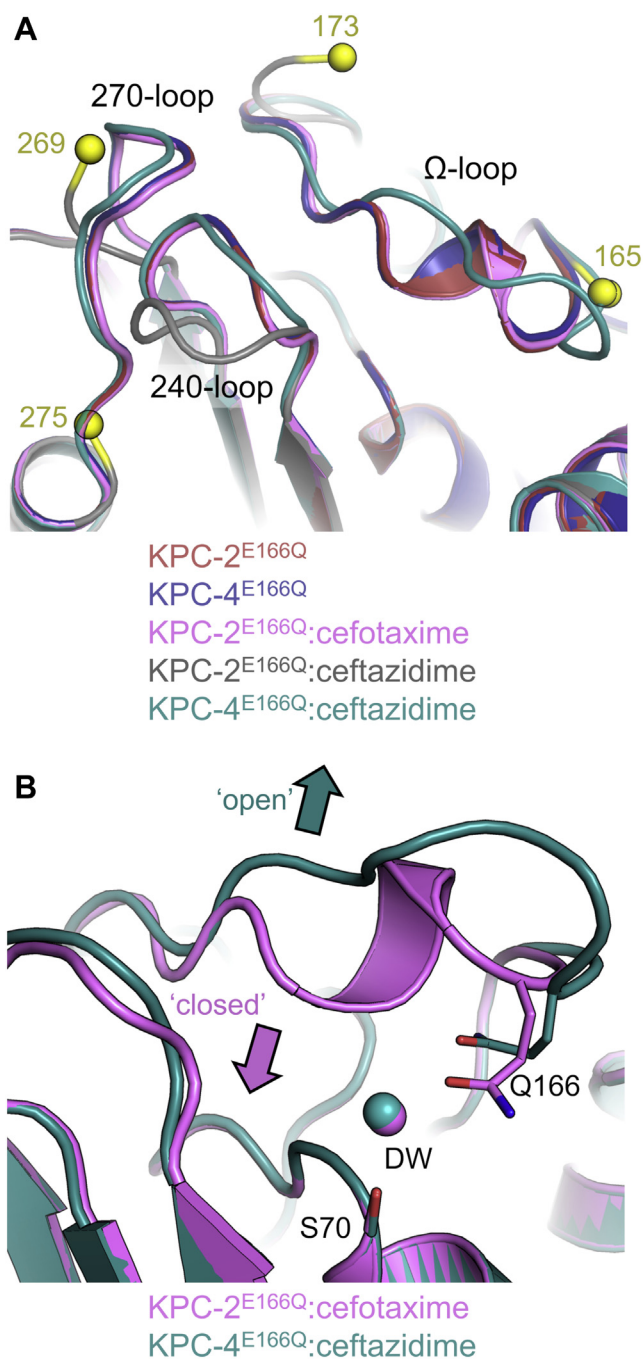 A
173
270-loop
269
Ω-loop
165
240-loop
275
KPC-2E166Q
KPC-4E166Q
KPC-2E166Q:cefotaxime
KPC-2E166Q:ceftazidime
KPC-4E166Q:ceftazidime
B
‘open’
‘closed’
Q166
DW
S70
KPC-2E166Q:cefotaxime
KPC-4E166Q:ceftazidime